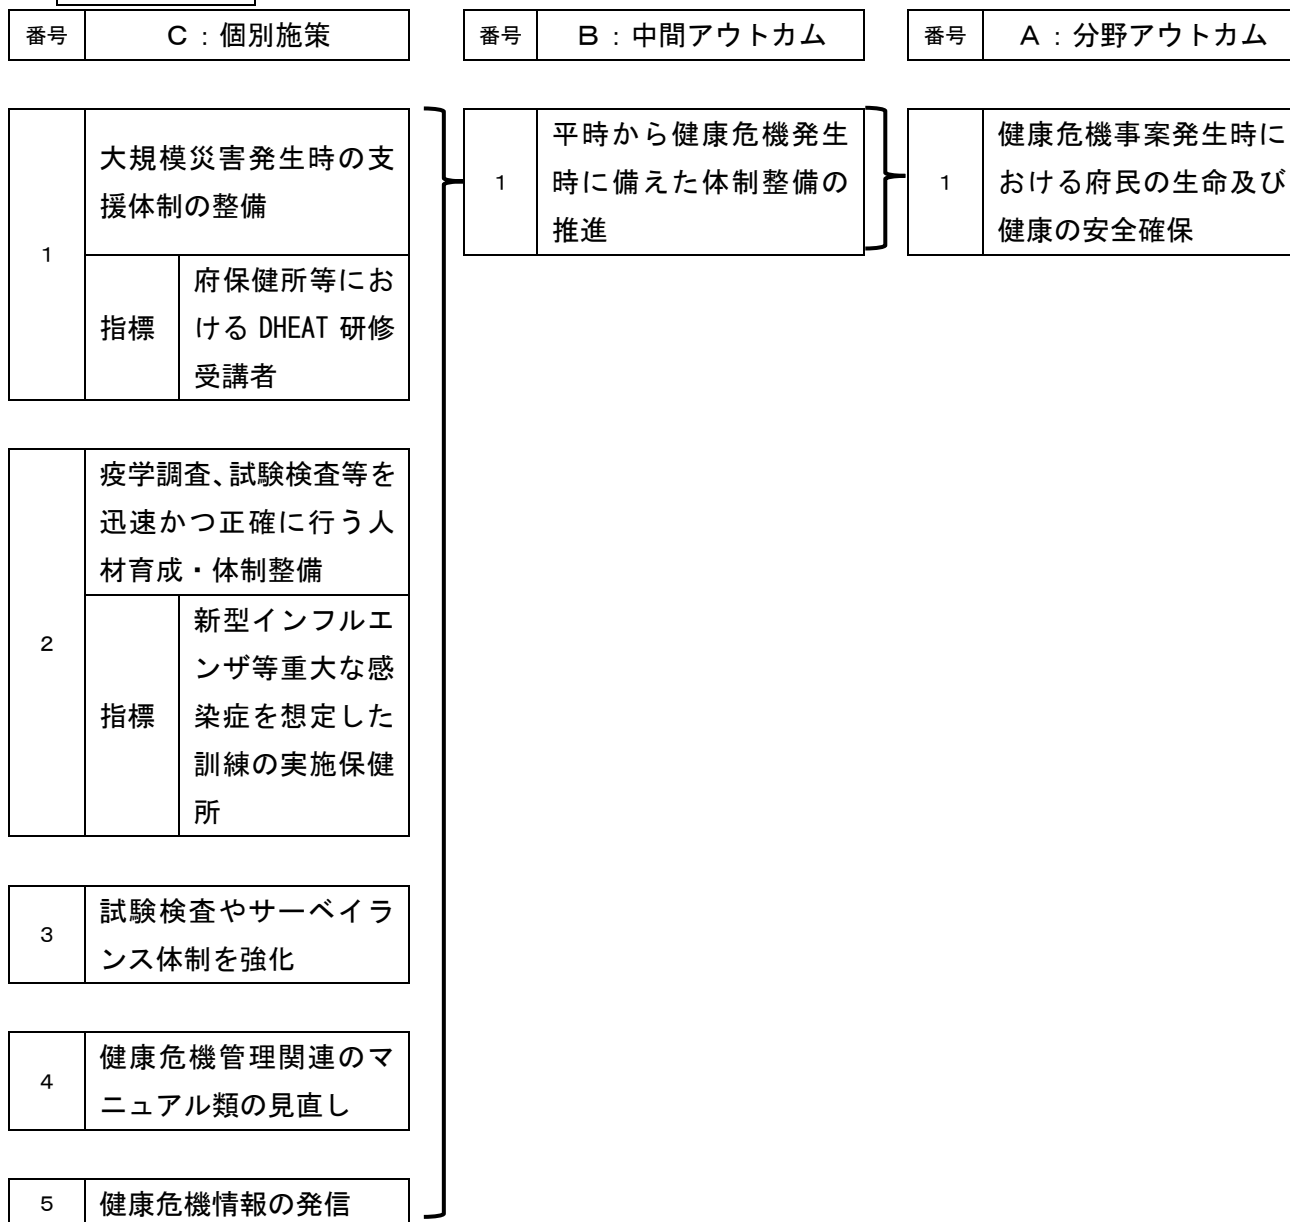 番号 C：個別施策 番号 B：中間アウトカム 番号 A：分野アウトカム
1
大規模災害発生時の支
援体制の整備
指標
府保健所等にお
ける DHEAT 研修
受講者
2
疫学調査、試験検査等を
迅速かつ正確に行う人
材育成・体制整備
指標
新型インフルエ
ンザ等重大な感
染症を想定した
訓練の実施保健
所
3
試験検査やサーベイラ
ンス体制を強化
4
健康危機管理関連のマ
ニュアル類の見直し
5
健康危機情報の発信
1
平時から健康危機発生
時に備えた体制整備の
推進
1
健康危機事案発生時に
おける府民の生命及び
健康の安全確保